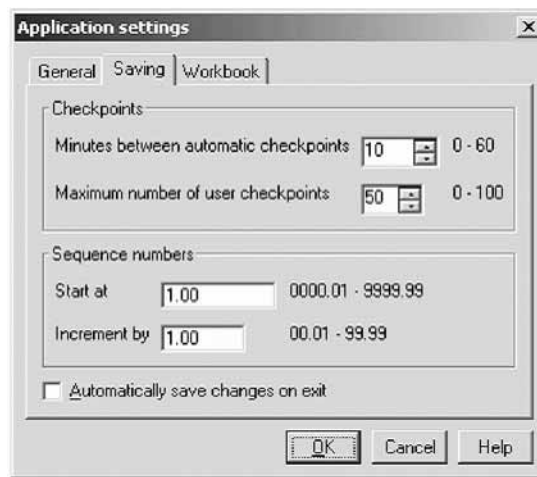 Application settings
General Saving Workbook
Checkpoints
Minutes between automatic checkpoints 10 0 - 60
Maximum number of user checkpoints 50 0 - 100
Sequence numbers
Start at 1.00 0000.01 - 9999.99
Increment by 1.00 00.01 - 99.99
Automatically save changes on exit
OK Cancel Help